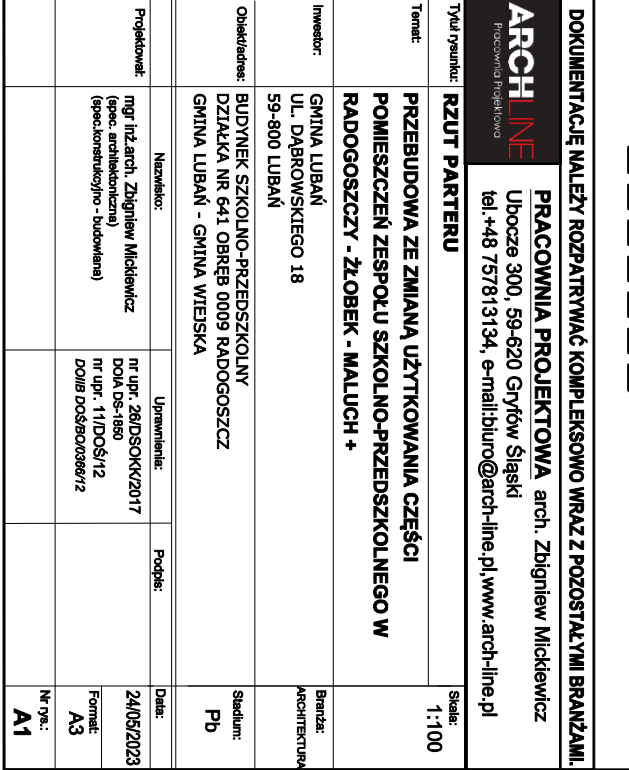 DOKUMENTACJĘ NALEŻY ROZPATRYWAĆ KOMPLEKSOWO WRAZ Z POZOSTAŁYMI BRANŻAMI.
ARCHLINE
Pracownia Projektowa
PRACOWNIA PROJEKTOWA arch. Zbigniew Mickiewicz
Ubocze 300, 59-620 Gryfów Śląski
tel.+48 757813134, e-mail:biuro@arch-line.pl,www.arch-line.pl
Tytuł rysunku: RZUT PARTERU
Skala:
1:100
Temat: PRZEBUDOWA ZE ZMIANĄ UŻYTKOWANIA CZĘŚCI
POMIESZCZEŃ ZESPOŁU SZKOLNO-PRZEDSZKOLNEGO W
RADOGOSZCZY - ŻŁOBEK - MALUCH +
Inwestor: GMINA LUBAŃ
UL. DĄBROWSKIEGO 18
59-800 LUBAŃ
Branża:
ARCHITEKTURA
Obiekt/adres: BUDYNEK SZKOLNO-PRZEDSZKOLNY
DZIAŁKA NR 641 OBRĘB 0009 RADOGOSZCZ
GMINA LUBAŃ - GMINA WIEJSKA
Stadium:
Pb
Nazwisko: Uprawnienia: Podpis: Data:
24/05/2023
Projektował: mgr inż.arch. Zbigniew Mickiewicz
(spec. architektoniczna)
(spec.konstrukcyjno - budowlana)
nr upr. 26/DSOKK/2017
DOIA DS-1850
nr upr. 11/DOŚ/12
DOIIB DOŚ/BO/0366/12
Format:
A3
Nr rys.:
A1